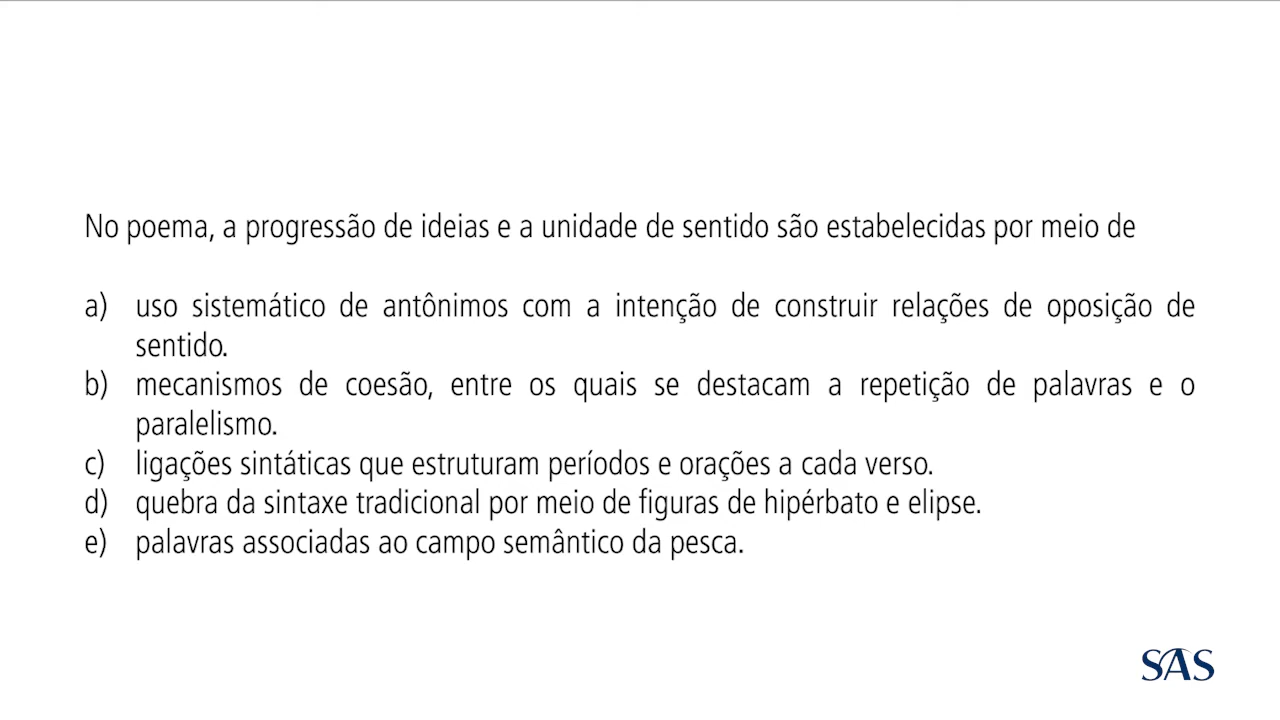 No poema, a progressão de ideias e a unidade de sentido são estabelecidas por meio de
a) uso sistemático de antônimos com a intenção de construir relações de oposição de
sentido.
b) mecanismos de coesão, entre os quais se destacam a repetição de palavras e o
paralelismo.
c) ligações sintáticas que estruturam períodos e orações a cada verso.
d) quebra da sintaxe tradicional por meio de figuras de hipérbato e elipse.
e) palavras associadas ao campo semântico da pesca.
SAS